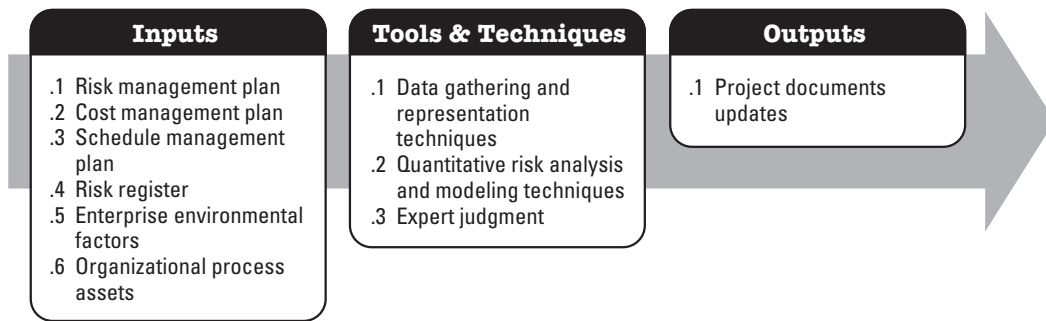 Inputs
.1 Risk management plan
.2 Cost management plan
.3 Schedule management
plan
.4 Risk register
.5 Enterprise environmental
factors
.6 Organizational process
assets
Tools & Techniques
.1 Data gathering and
representation
techniques
.2 Quantitative risk analysis
and modeling techniques
.3 Expert judgment
Outputs
.1 Project documents
updates